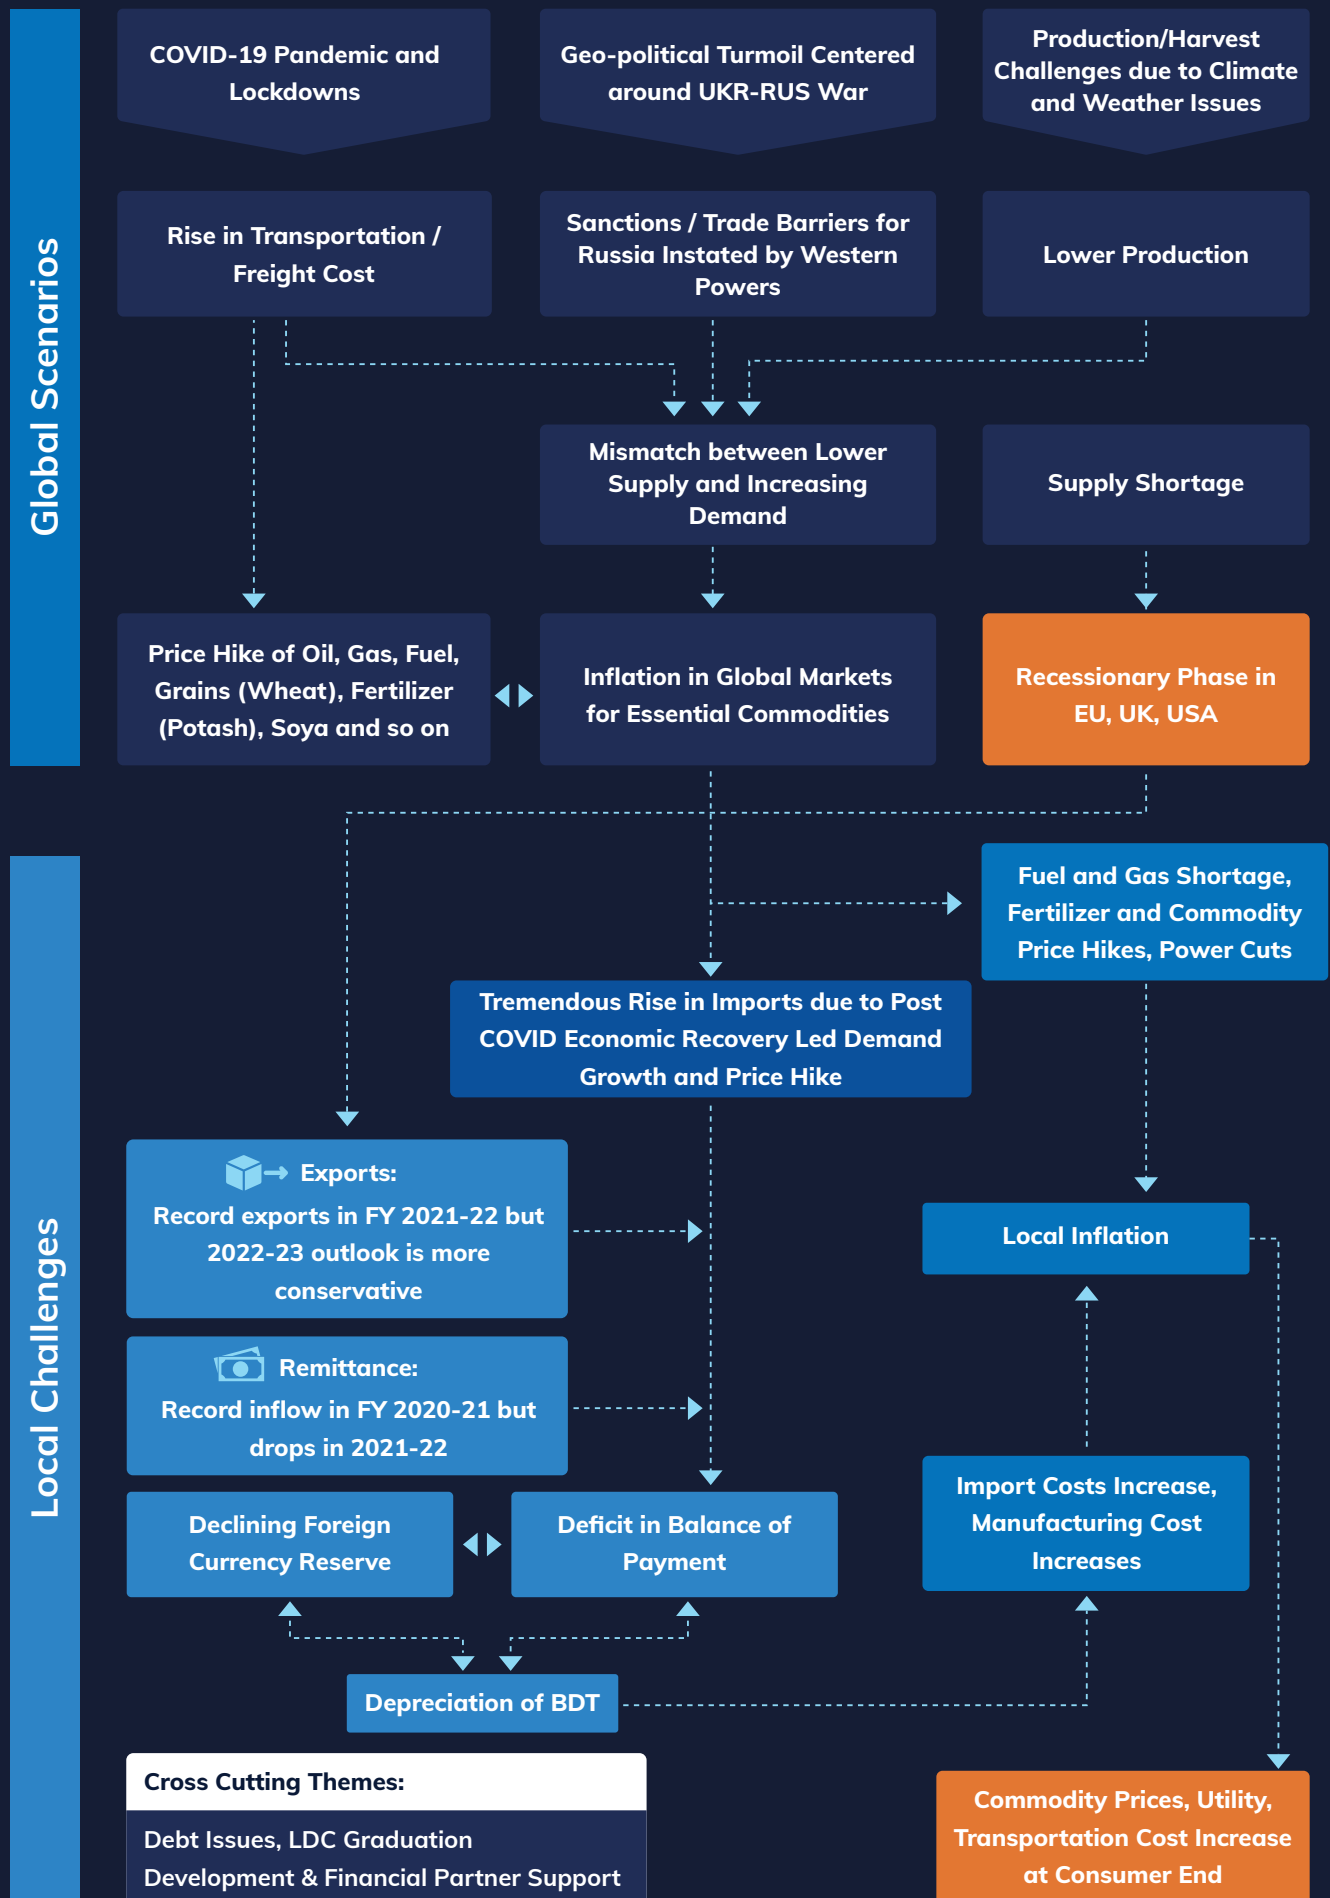 Global Scenarios
COVID-19 Pandemic and
Lockdowns
Geo-political Turmoil Centered
around UKR-RUS War
Production/Harvest
Challenges due to Climate
and Weather Issues
Rise in Transportation /
Freight Cost
Sanctions / Trade Barriers for
Russia Instated by Western
Powers
Lower Production
Mismatch between Lower
Supply and Increasing
Demand
Supply Shortage
Price Hike of Oil, Gas, Fuel,
Grains (Wheat), Fertilizer
(Potash), Soya and so on
Inflation in Global Markets
for Essential Commodities
Recessionary Phase in
EU, UK, USA
Local Challenges
Fuel and Gas Shortage,
Fertilizer and Commodity
Price Hikes, Power Cuts
Tremendous Rise in Imports due to Post
COVID Economic Recovery Led Demand
Growth and Price Hike
Exports:
Record exports in FY 2021-22 but
2022-23 outlook is more
conservative
Local Inflation
Remittance:
Record inflow in FY 2020-21 but
drops in 2021-22
Import Costs Increase,
Manufacturing Cost
Increases
Declining Foreign
Currency Reserve
Deficit in Balance of
Payment
Depreciation of BDT
Cross Cutting Themes:
Debt Issues, LDC Graduation
Development & Financial Partner Support
Commodity Prices, Utility,
Transportation Cost Increase
at Consumer End